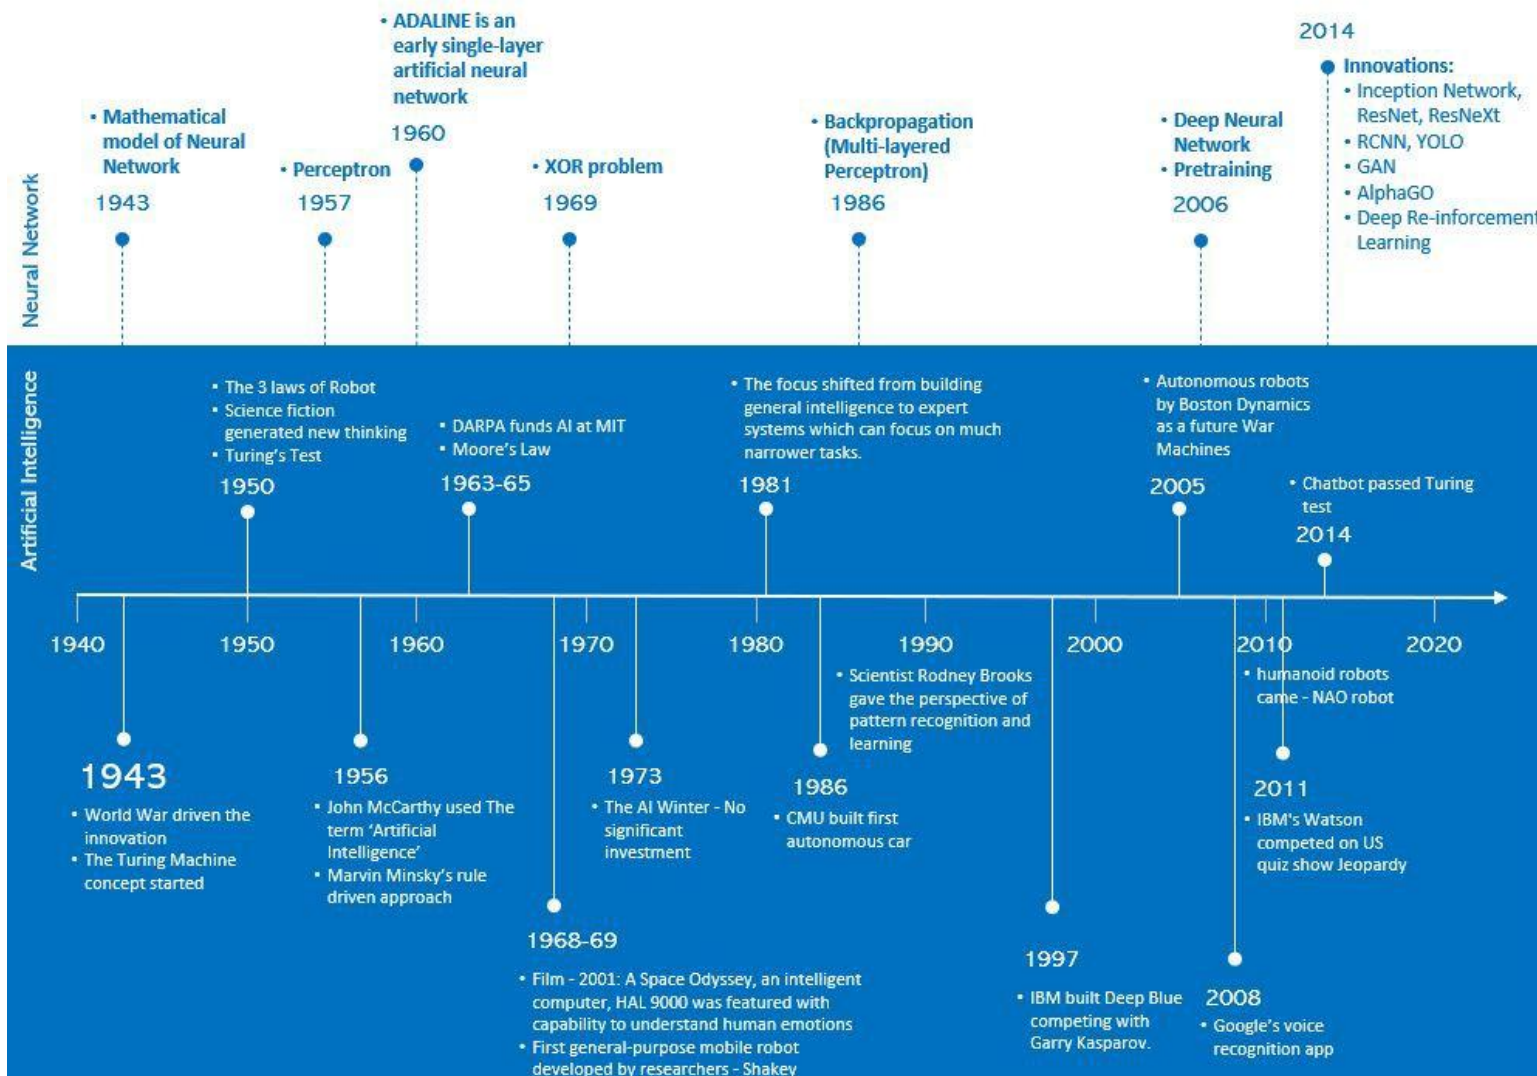 Neural Network
• Mathematical
model of Neural
Network
1943
• Perceptron
1957
• ADALINE is an
early single-layer
artificial neural
network
1960
• XOR problem
1969
• Backpropagation
(Multi-layered
Perceptron)
1986
• Deep Neural
Network
• Pretraining
2006
2014
Innovations:
• Inception Network,
ResNet, ResNeXt
• RCNN, YOLO
• GAN
• AlphaGO
• Deep Re-inforcement
Learning
Artificial Intelligence
▪ The 3 laws of Robot
▪ Science fiction
generated new thinking
▪ Turing's Test
1950
• DARPA funds AI at MIT
• Moore's Law
1963-65
• The focus shifted from building
general intelligence to expert
systems which can focus on much
narrower tasks.
1981
• Autonomous robots
by Boston Dynamics
as a future War
Machines
2005
• Chatbot passed Turing
test
2014
1940
1950
1960
1970
1980
1990
2000
2010
2020
1943
• World War driven the
innovation
• The Turing Machine
concept started
1956
• John McCarthy used The
term 'Artificial
Intelligence'
• Marvin Minsky's rule
driven approach
1968-69
• Film - 2001: A Space Odyssey, an intelligent
computer, HAL 9000 was featured with
capability to understand human emotions
• First general-purpose mobile robot
developed by researchers - Shakey
1973
• The AI Winter - No
significant
investment
• Scientist Rodney Brooks
gave the perspective of
pattern recognition and
learning
1986
• CMU built first
autonomous car
1997
• IBM built Deep Blue
competing with
Garry Kasparov.
2008
• Google's voice
recognition app
• humanoid robots
came - NAO robot
2011
• IBM's Watson
competed on US
quiz show Jeopardy